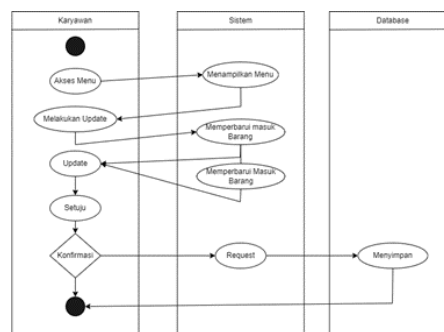 Karyawan
Sistem
Database
Akses Menu
Menampilkan Menu
Melakukan Update
Memperbarui masuk
Barang
Update
Memperbarui Masuk
Barang
Setuju
Konfirmasi
Request
Menyimpan